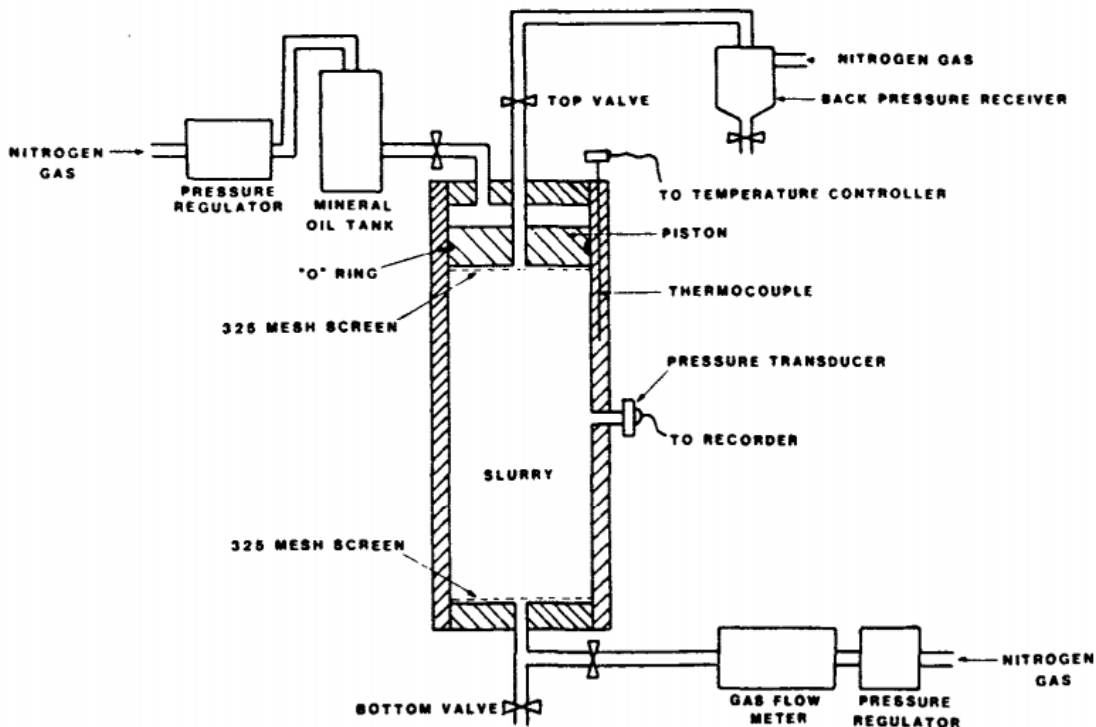 NITROGEN GAS
BACK PRESSURE RECEIVER
TOP VALVE
NITROGEN
GAS
PRESSURE
REGULATOR
MINERAL
OIL TANK
TO TEMPERATURE CONTROLLER
PISTON
"O" RING
THERMOCOUPLE
325 MESH SCREEN
PRESSURE TRANSDUCER
TO RECORDER
SLURRY
325 MESH SCREEN
NITROGEN
GAS
BOTTOM VALVE
GAS FLOW
METER
PRESSURE
REGULATOR